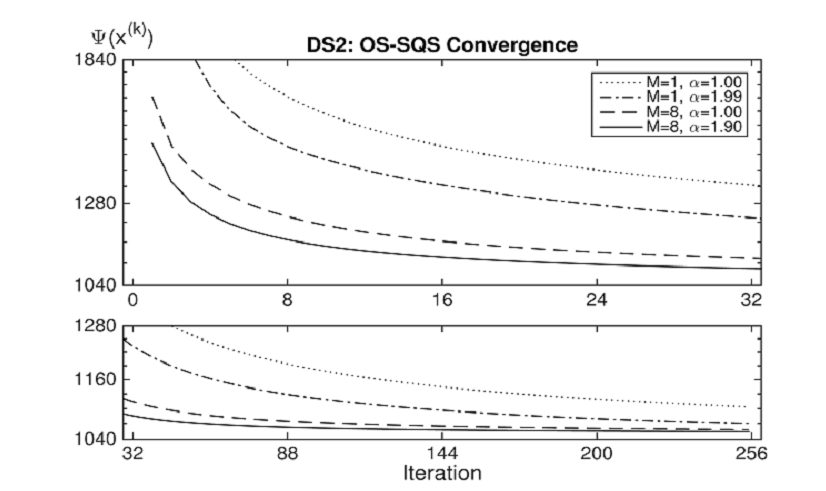 Ψ(x^(k))
DS2: OS-SQS Convergence
1840
M=1, α=1.00
M=1, α=1.99
M=8, α=1.00
M=8, α=1.90
1280
1040
0 8 16 24 32
1280
1160
1040
32 88 144 200 256
Iteration